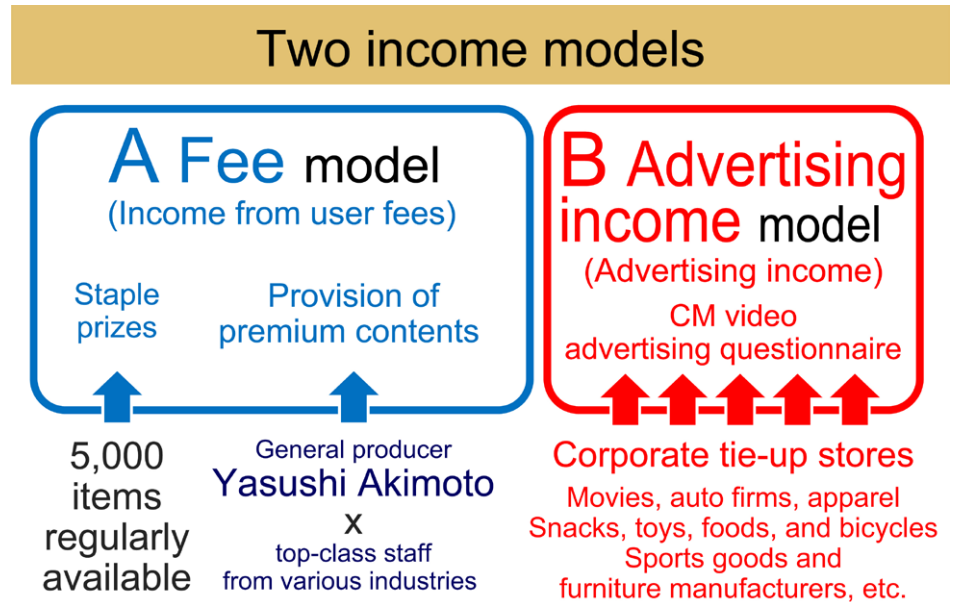 Two income models
A Fee model
(Income from user fees)
Staple
prizes
Provision of
premium contents
5,000
items
regularly
available
General producer
Yasushi Akimoto
x
top-class staff
from various industries
B Advertising
income model
(Advertising income)
CM video
advertising questionnaire
Corporate tie-up stores
Movies, auto firms, apparel
Snacks, toys, foods, and bicycles
Sports goods and
furniture manufacturers, etc.